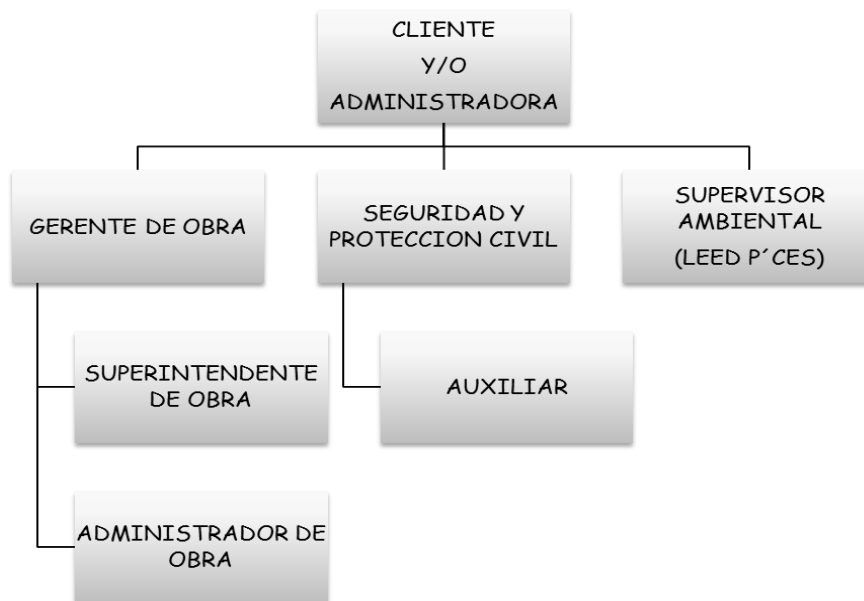 CLIENTE
Y/O
ADMINISTRADORA
GERENTE DE OBRA
SEGURIDAD Y
PROTECCION CIVIL
SUPERVISOR
AMBIENTAL
(LEED P´CES)
SUPERINTENDENTE
DE OBRA
AUXILIAR
ADMINISTRADOR DE
OBRA